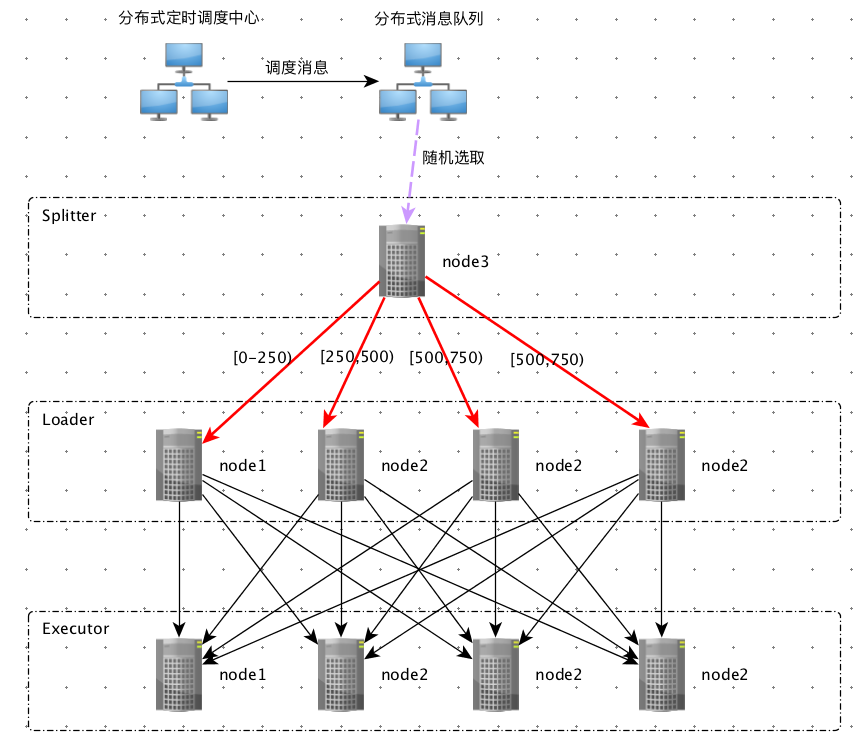 分布式定时调度中心
分布式消息队列
调度消息
随机选取
Splitter
node3
[0-250)
[250,500)
[500,750)
[500,750)
Loader
node1
node2
node2
node2
Executor
node1
node2
node2
node2